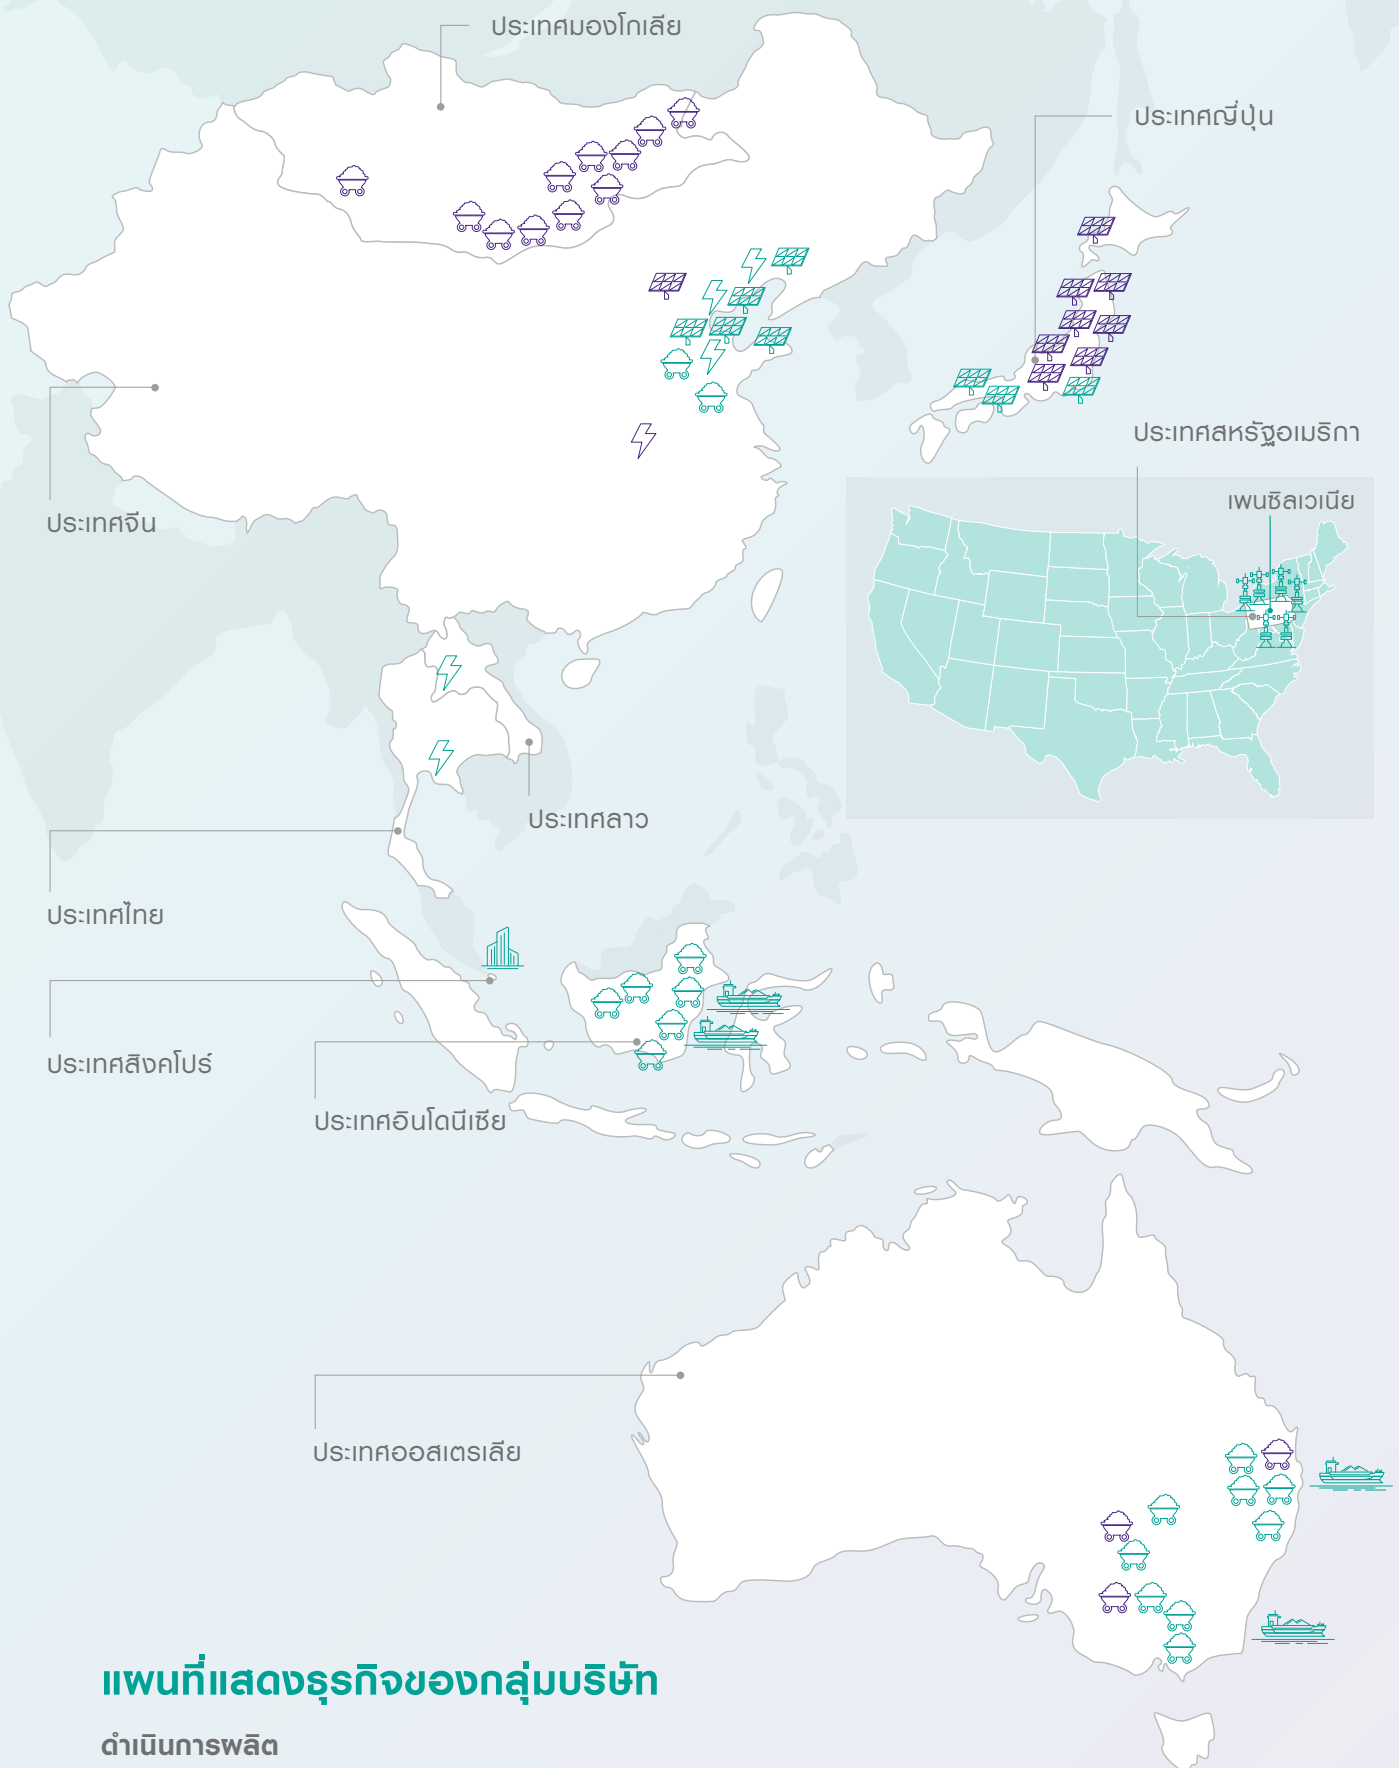 ประเทศมองโกเลีย
ประเทศญี่ปุ่น
ประเทศสหรัฐอเมริกา
เพนซิลเวเนีย
ประเทศจีน
ประเทศลาว
ประเทศไทย
ประเทศสิงคโปร์
ประเทศอินโดนีเซีย
ประเทศออสเตรเลีย
แผนที่แสดงธุรกิจของกลุ่มบริษัท
ดำเนินการผลิต